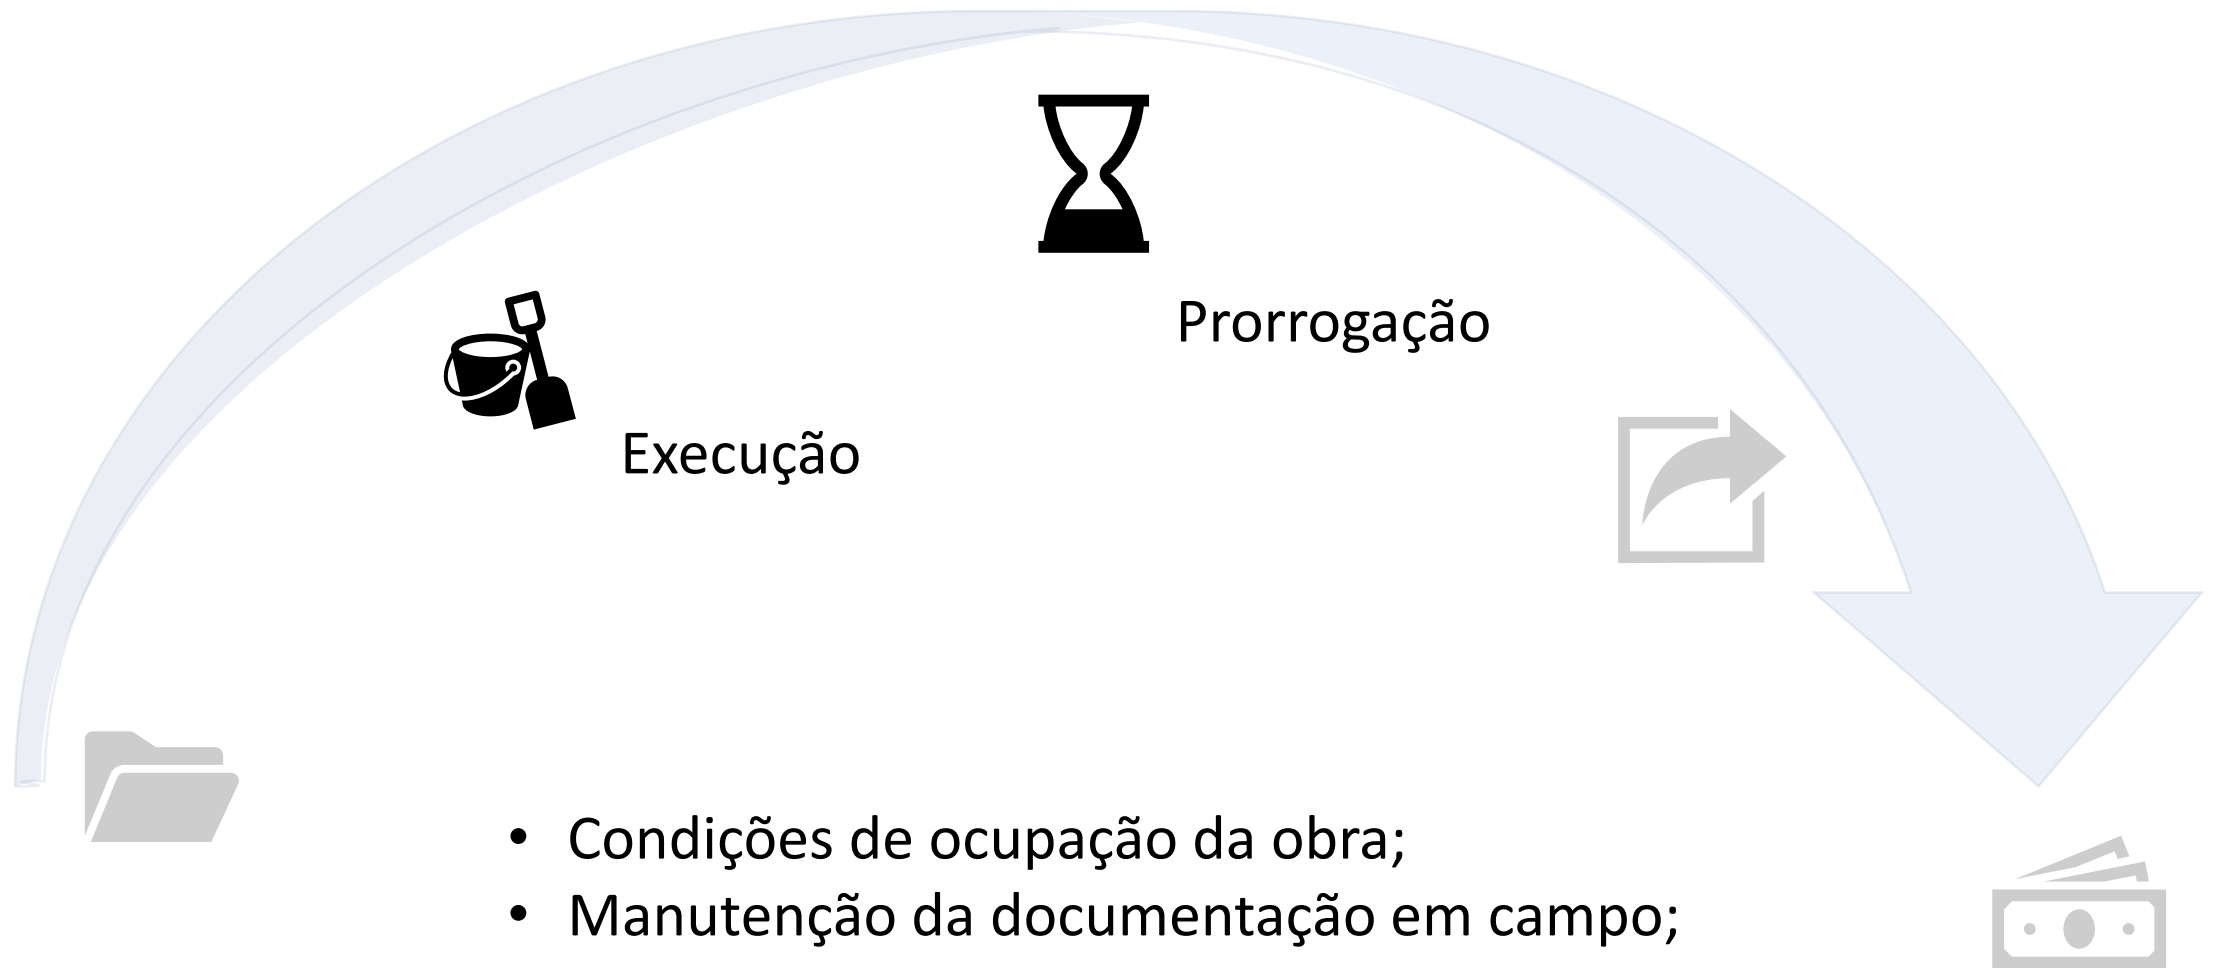 Prorrogação
Execução
• Condições de ocupação da obra;
• Manutenção da documentação em campo;